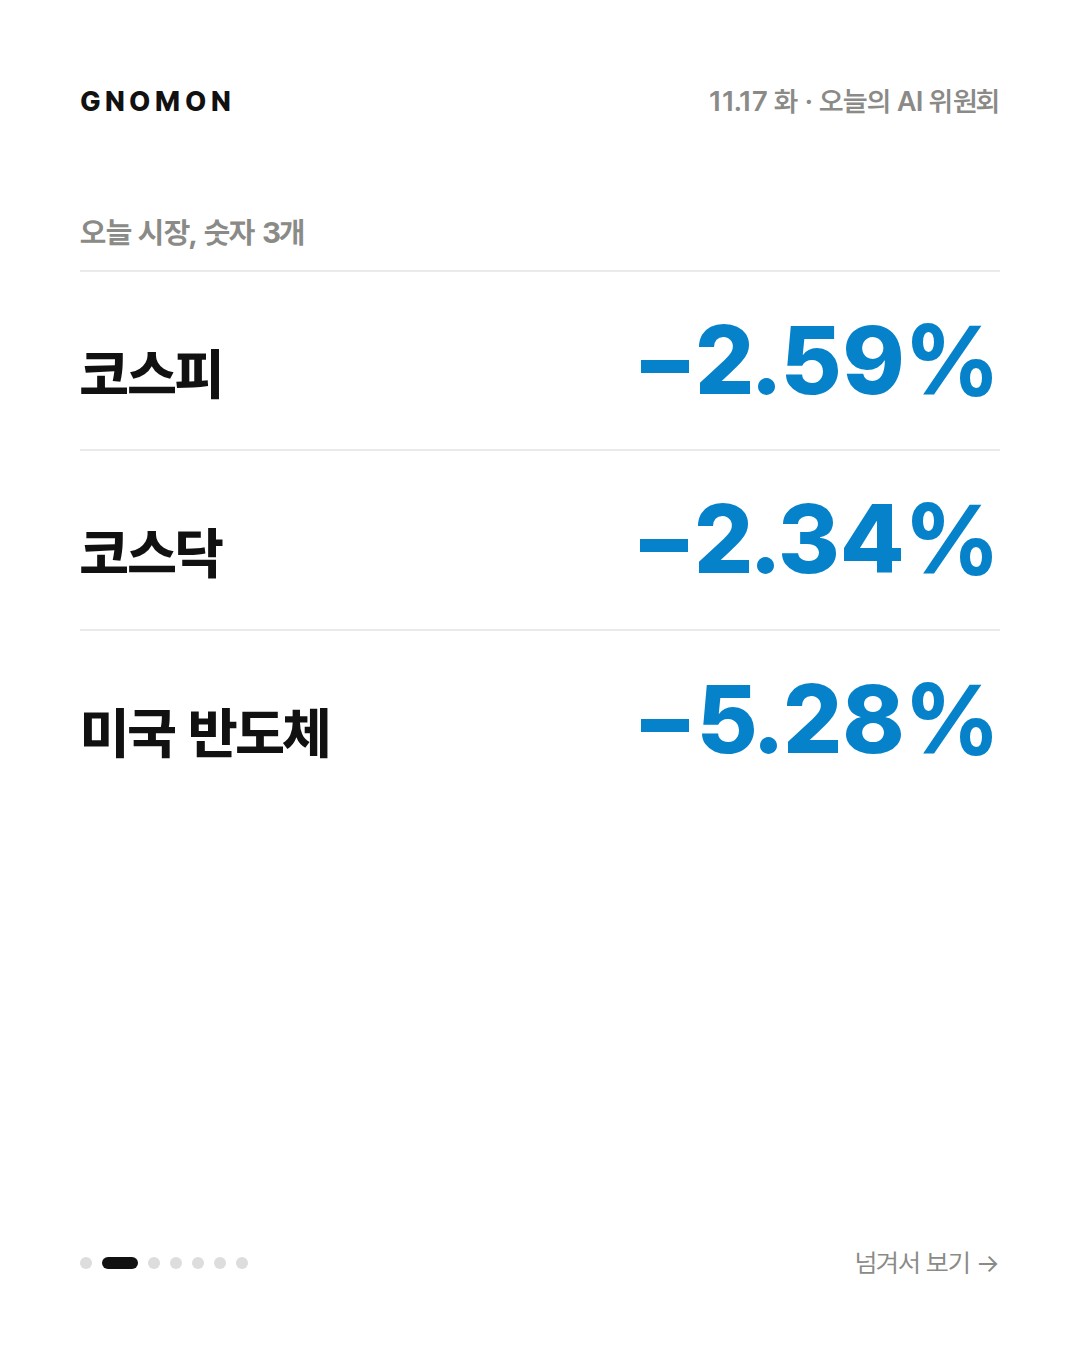 GNOMON
11.17 화 · 오늘의 AI 위원회
오늘 시장, 숫자 3개
코스피
−2.59%
코스닥
−2.34%
미국 반도체
−5.28%
넘겨서 보기 →